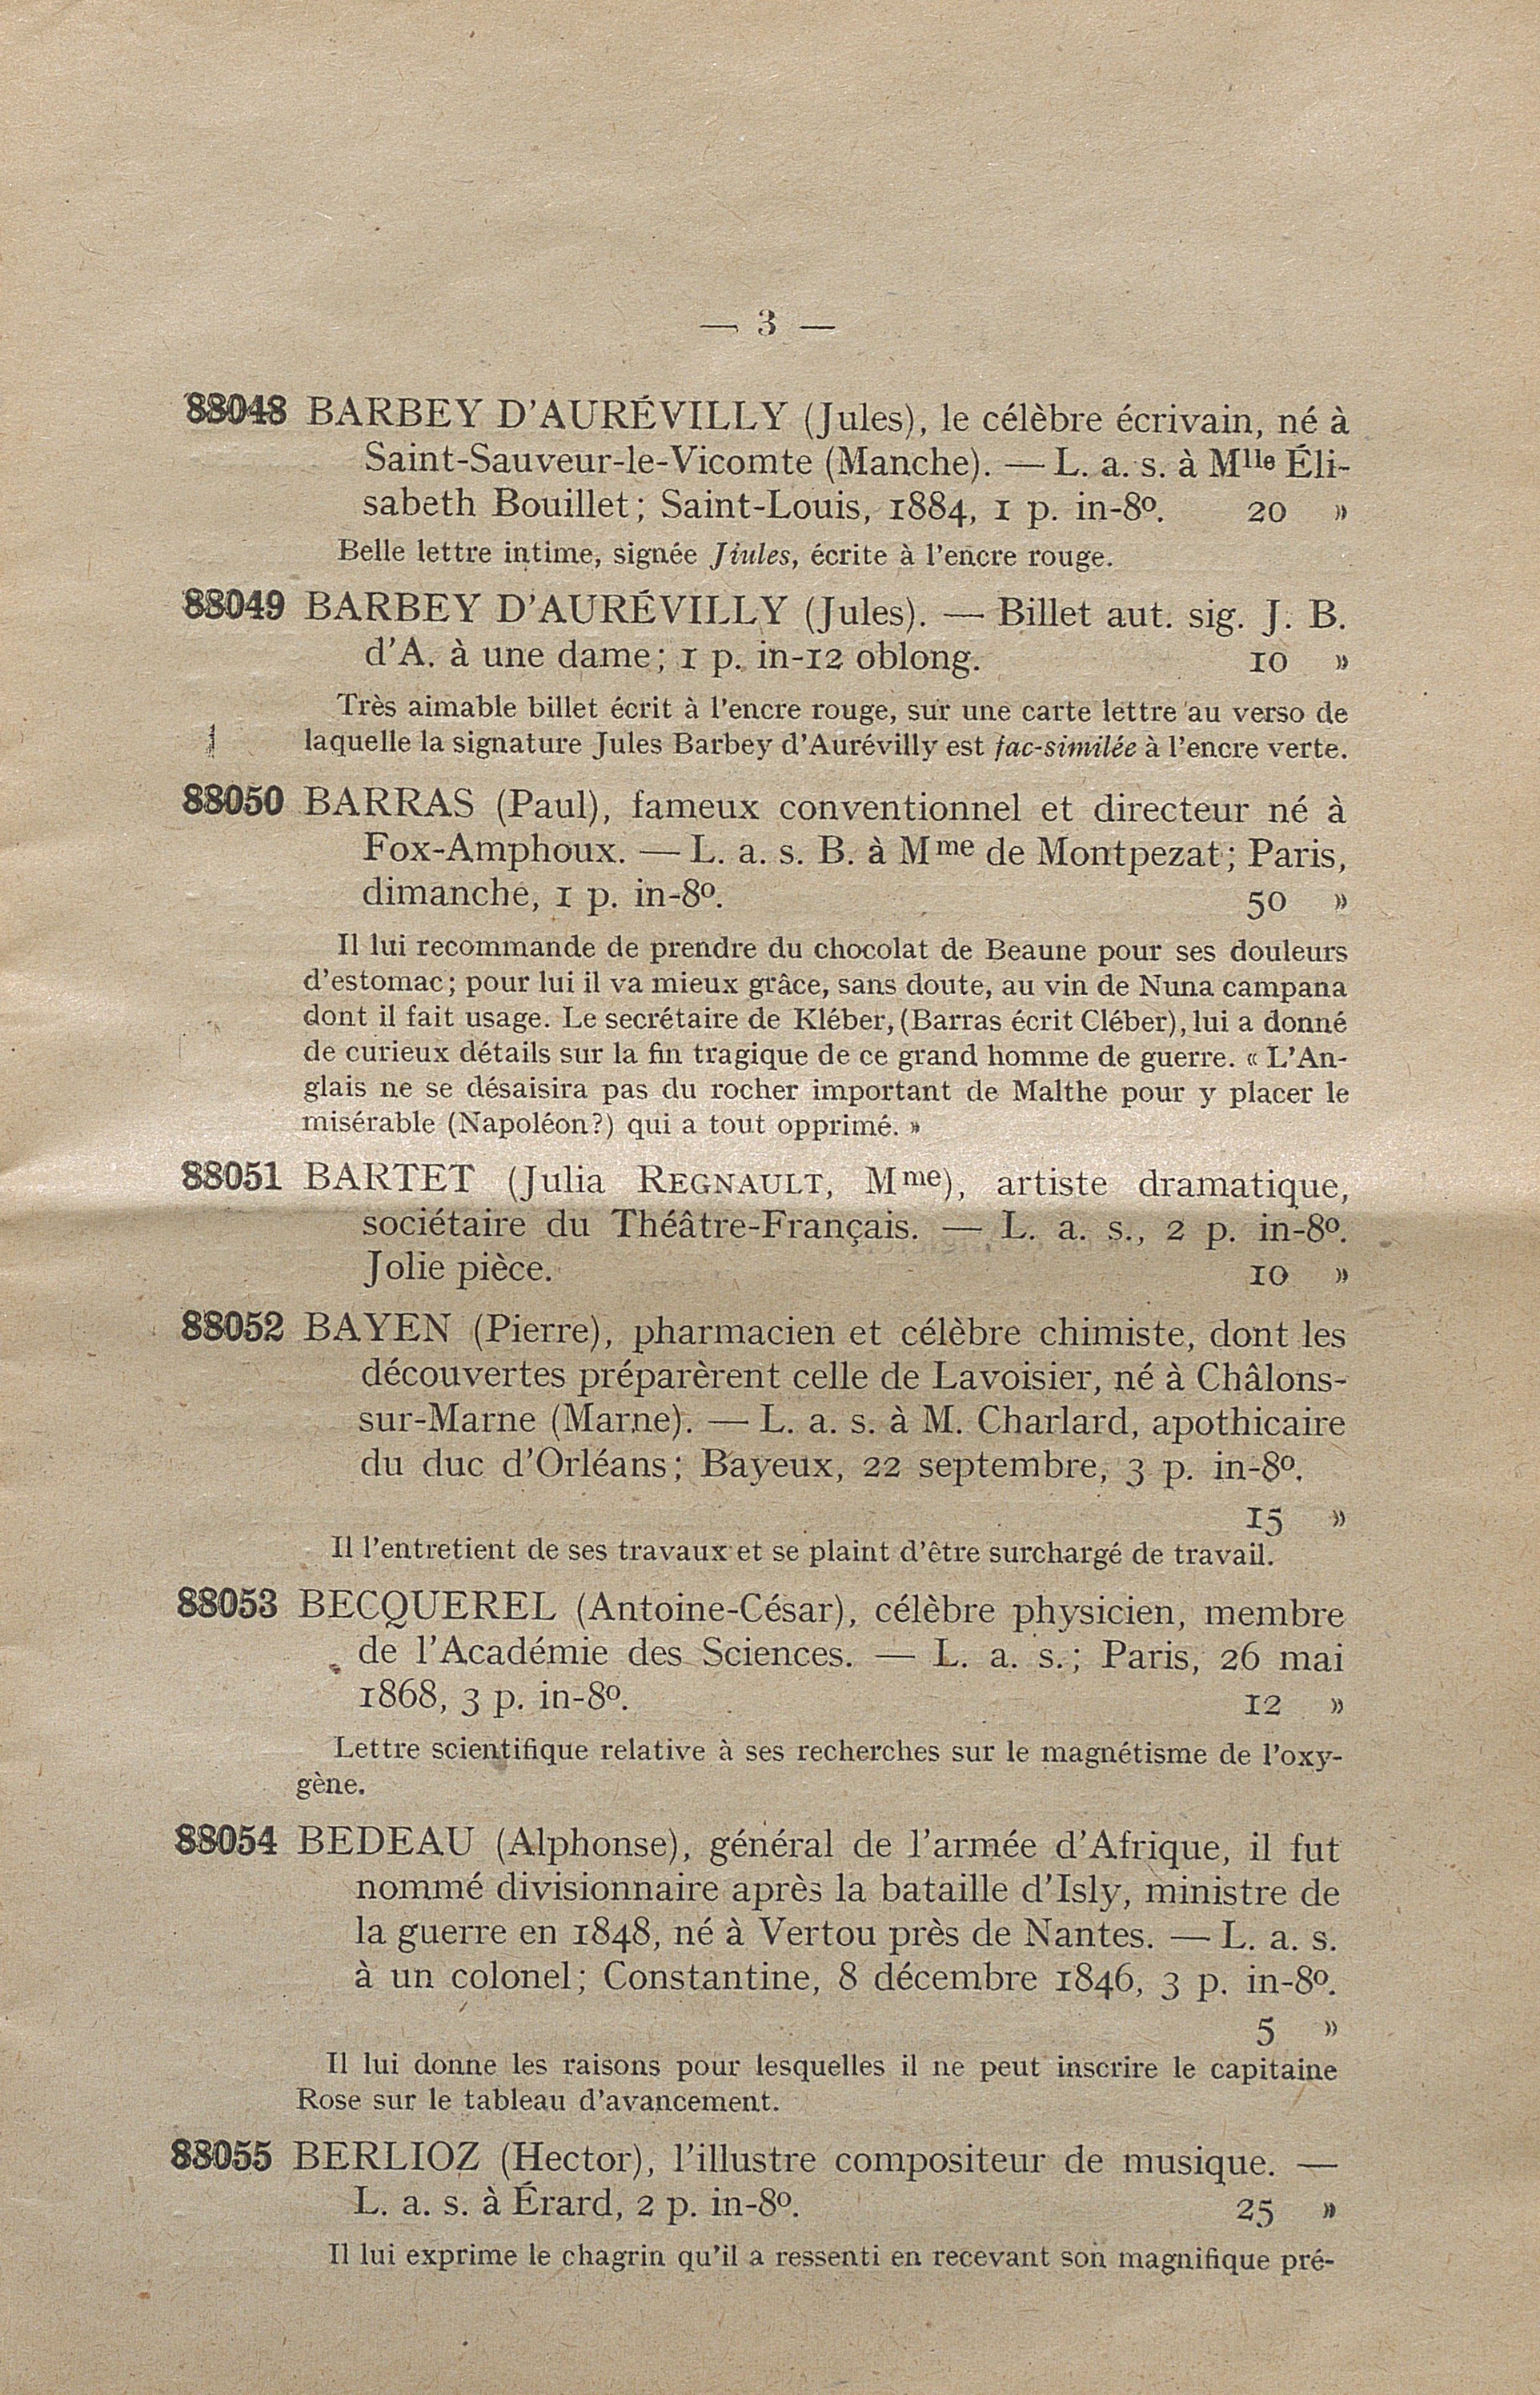 — 3 —
88048 BARBEY D'AURÉVILLY (Jules), le célèbre écrivain, né à
Saint-Sauveur-le-Vicomte (Manche). — L. a. s. à Mlle Éli-
sabeth Bouillet; Saint-Louis, 1884, 1 p. in-8º. 20 »
Belle lettre intime, signée Jiules, écrite à l'encre rouge.
88049 BARBEY D'AURÉVILLY (Jules). — Billet aut. sig. J. B.
d'A. à une dame; 1 p. in-12 oblong. 10 »
Très aimable billet écrit à l'encre rouge, sur une carte lettre au verso de
laquelle la signature Jules Barbey d'Aurévilly est fac-similée à l'encre verte.
88050 BARRAS (Paul), fameux conventionnel et directeur né à
Fox-Amphoux. — L. a. s. B. à Mme de Montpezat; Paris,
dimanche, 1 p. in-8º. 50 »
Il lui recommande de prendre du chocolat de Beaune pour ses douleurs
d'estomac; pour lui il va mieux grâce, sans doute, au vin de Nuna campana
dont il fait usage. Le secrétaire de Kléber, (Barras écrit Cléber), lui a donné
de curieux détails sur la fin tragique de ce grand homme de guerre. « L'An-
glais ne se désaisira pas du rocher important de Malthe pour y placer le
misérable (Napoléon?) qui a tout opprimé. »
88051 BARTET (Julia REGNAULT, Mme), artiste dramatique,
sociétaire du Théâtre-Français. — L. a. s., 2 p. in-8º.
Jolie pièce. 10 »
88052 BAYEN (Pierre), pharmacien et célèbre chimiste, dont les
découvertes préparèrent celle de Lavoisier, né à Châlons-
sur-Marne (Marne). — L. a. s. à M. Charlard, apothicaire
du duc d'Orléans; Bayeux, 22 septembre, 3 p. in-8º.
15 »
Il l'entretient de ses travaux et se plaint d'être surchargé de travail.
88053 BECQUEREL (Antoine-César), célèbre physicien, membre
de l'Académie des Sciences. — L. a. s.; Paris, 26 mai
1868, 3 p. in-8º. 12 »
Lettre scientifique relative à ses recherches sur le magnétisme de l'oxy-
gène.
88054 BEDEAU (Alphonse), général de l'armée d'Afrique, il fut
nommé divisionnaire après la bataille d'Isly, ministre de
la guerre en 1848, né à Vertou près de Nantes. — L. a. s.
à un colonel; Constantine, 8 décembre 1846, 3 p. in-8º.
5 »
Il lui donne les raisons pour lesquelles il ne peut inscrire le capitaine
Rose sur le tableau d'avancement.
88055 BERLIOZ (Hector), l'illustre compositeur de musique. —
L. a. s. à Érard, 2 p. in-8º. 25 »
Il lui exprime le chagrin qu'il a ressenti en recevant son magnifique pré-